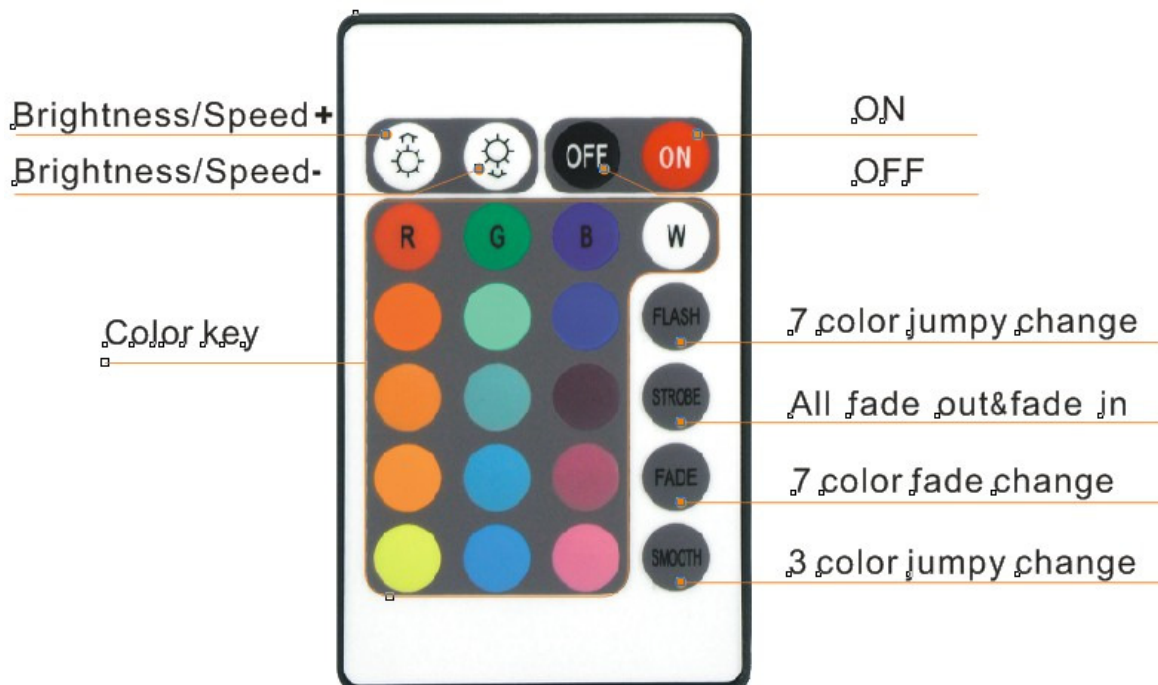 Brightness/Speed+
ON
Brightness/Speed-
OFF
OFF
ON
R G B W
Color key
FLASH
7 color jumpy change
STROBE
All fade out&fade in
FADE
7 color fade change
SMOCTH
3 color jumpy change